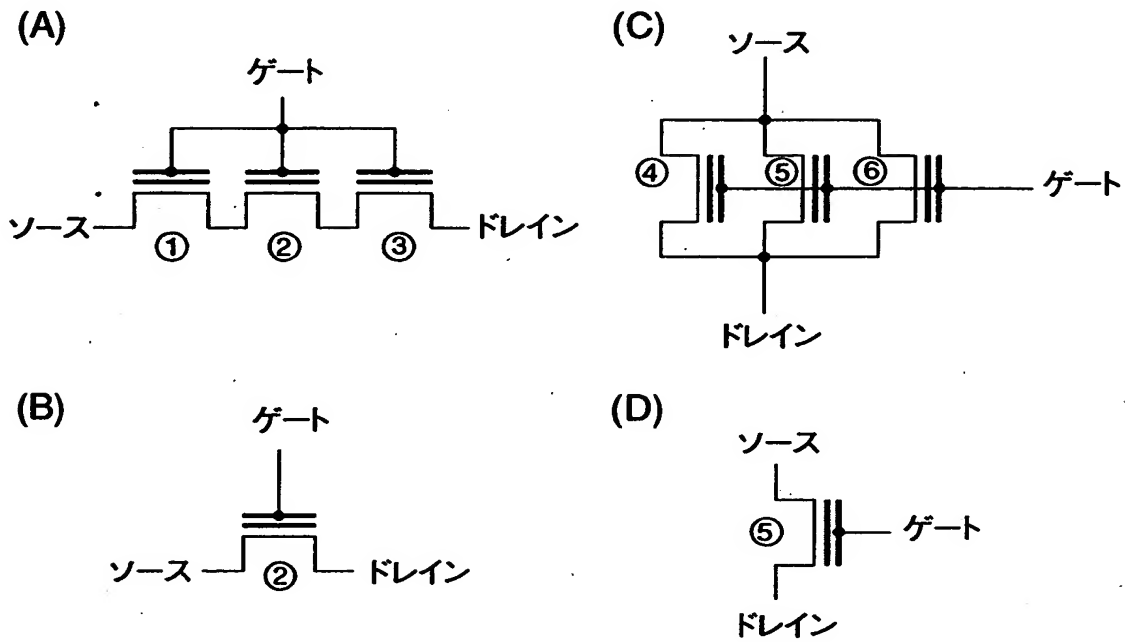 (A)
ゲート
ソース
ドレイン
①
②
③
(B)
ゲート
ソース
②
ドレイン
(C)
ソース
④
⑤
⑥
ゲート
ドレイン
(D)
ソース
⑤
ゲート
ドレイン